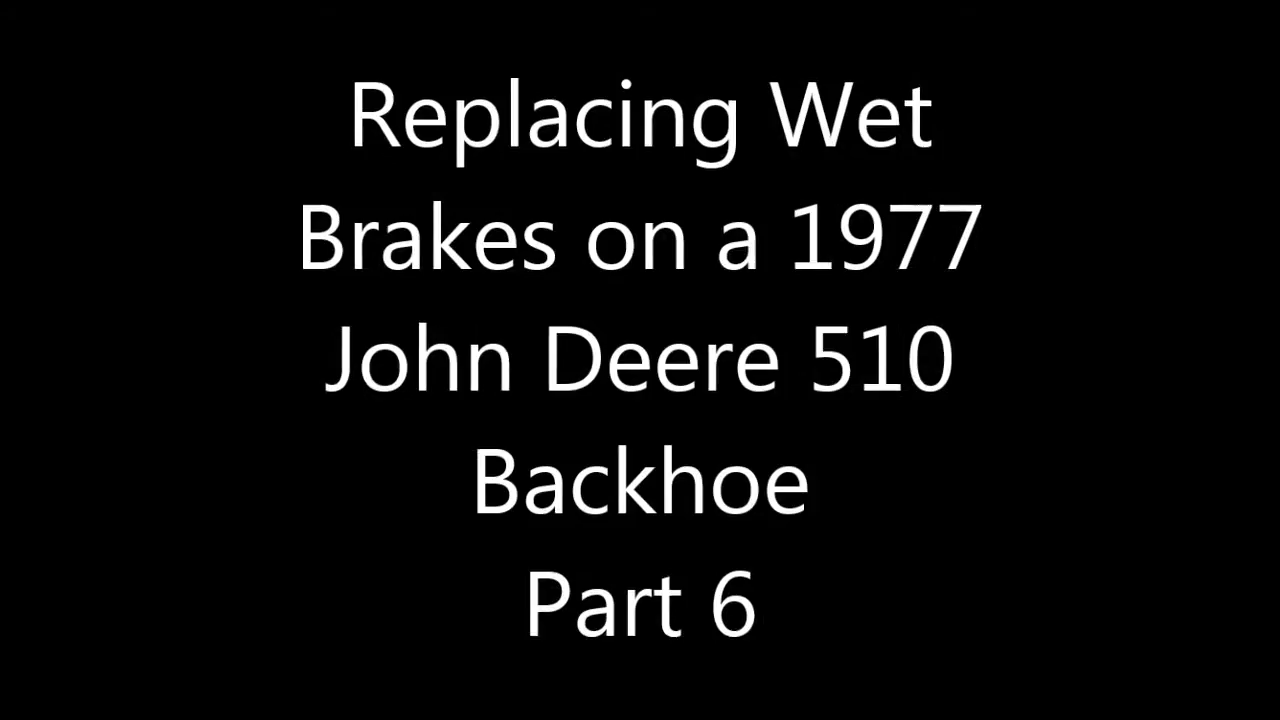 Replacing Wet
Brakes on a 1977
John Deere 510
Backhoe
Part 6